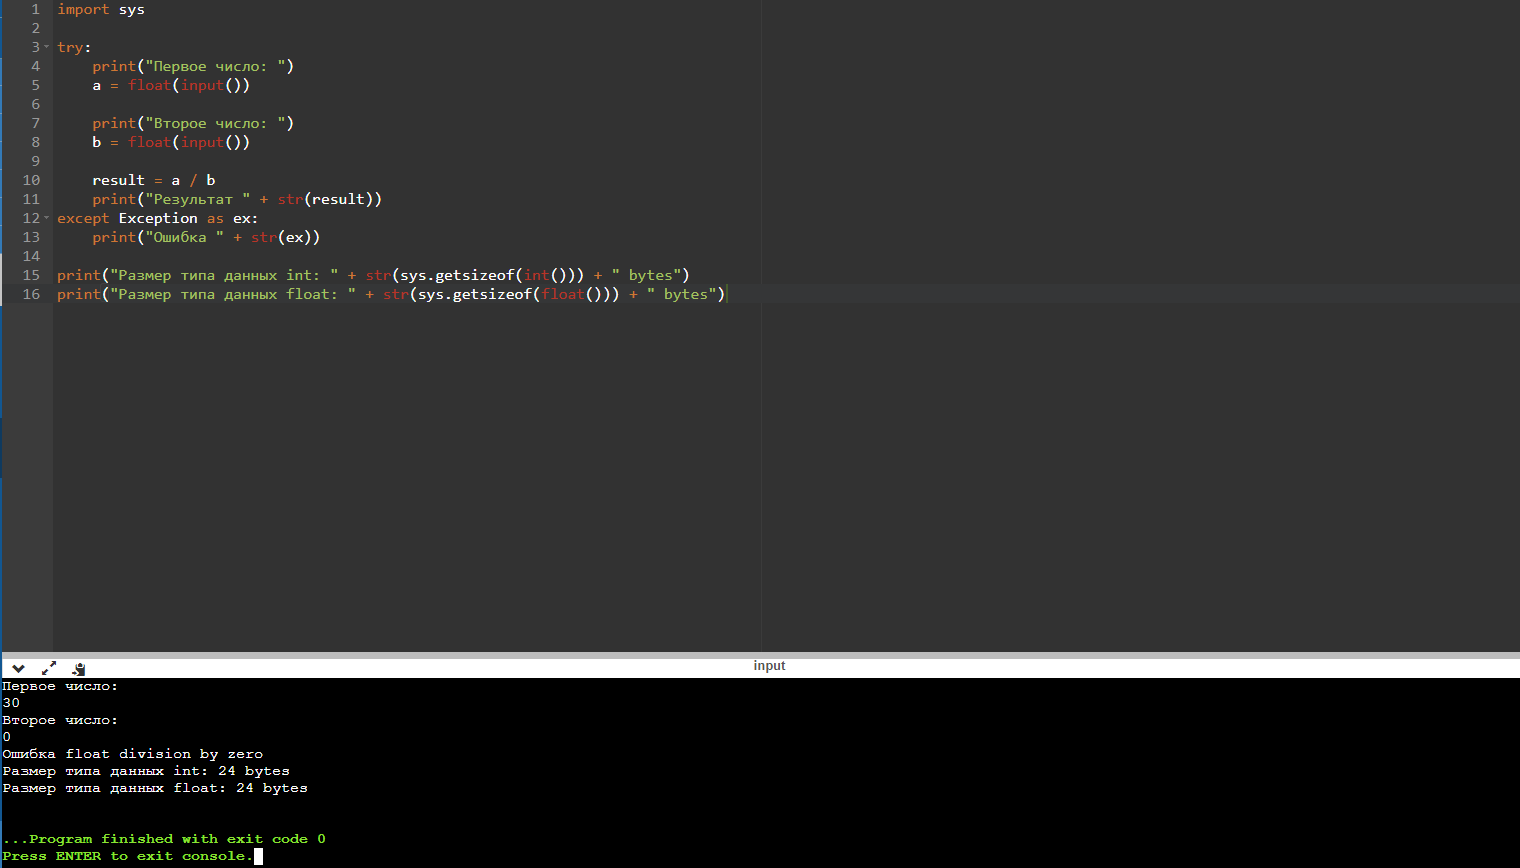 1 import sys
2
3 try:
4     print("Первое число: ")
5     a = float(input())
6
7     print("Второе число: ")
8     b = float(input())
9
10     result = a / b
11     print("Результат " + str(result))
12 except Exception as ex:
13     print("Ошибка " + str(ex))
14
15 print("Размер типа данных int: " + str(sys.getsizeof(int())) + " bytes")
16 print("Размер типа данных float: " + str(sys.getsizeof(float())) + " bytes")
input
Первое число:
30
Второе число:
0
Ошибка float division by zero
Размер типа данных int: 24 bytes
Размер типа данных float: 24 bytes
...Program finished with exit code 0
Press ENTER to exit console.